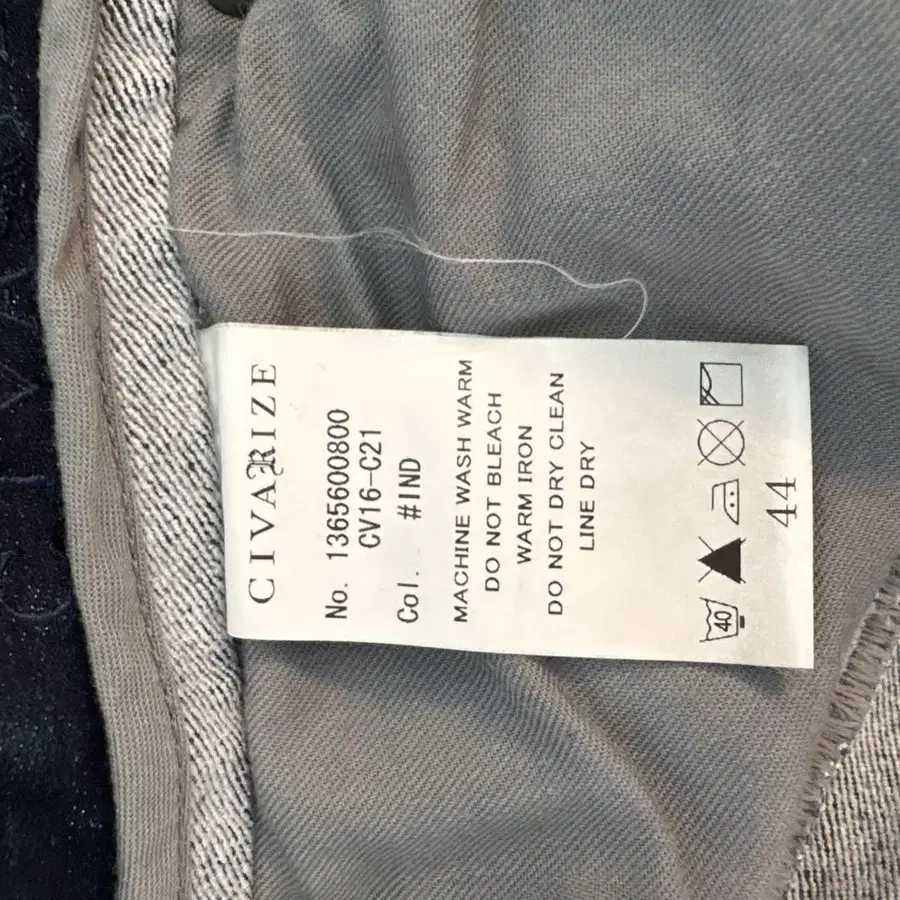 CIVARIZE
No. 1365600800
CV16-C21
Col. #IND
MACHINE WASH WARM
DO NOT BLEACH
WARM IRON
DO NOT DRY CLEAN
LINE DRY
40
44